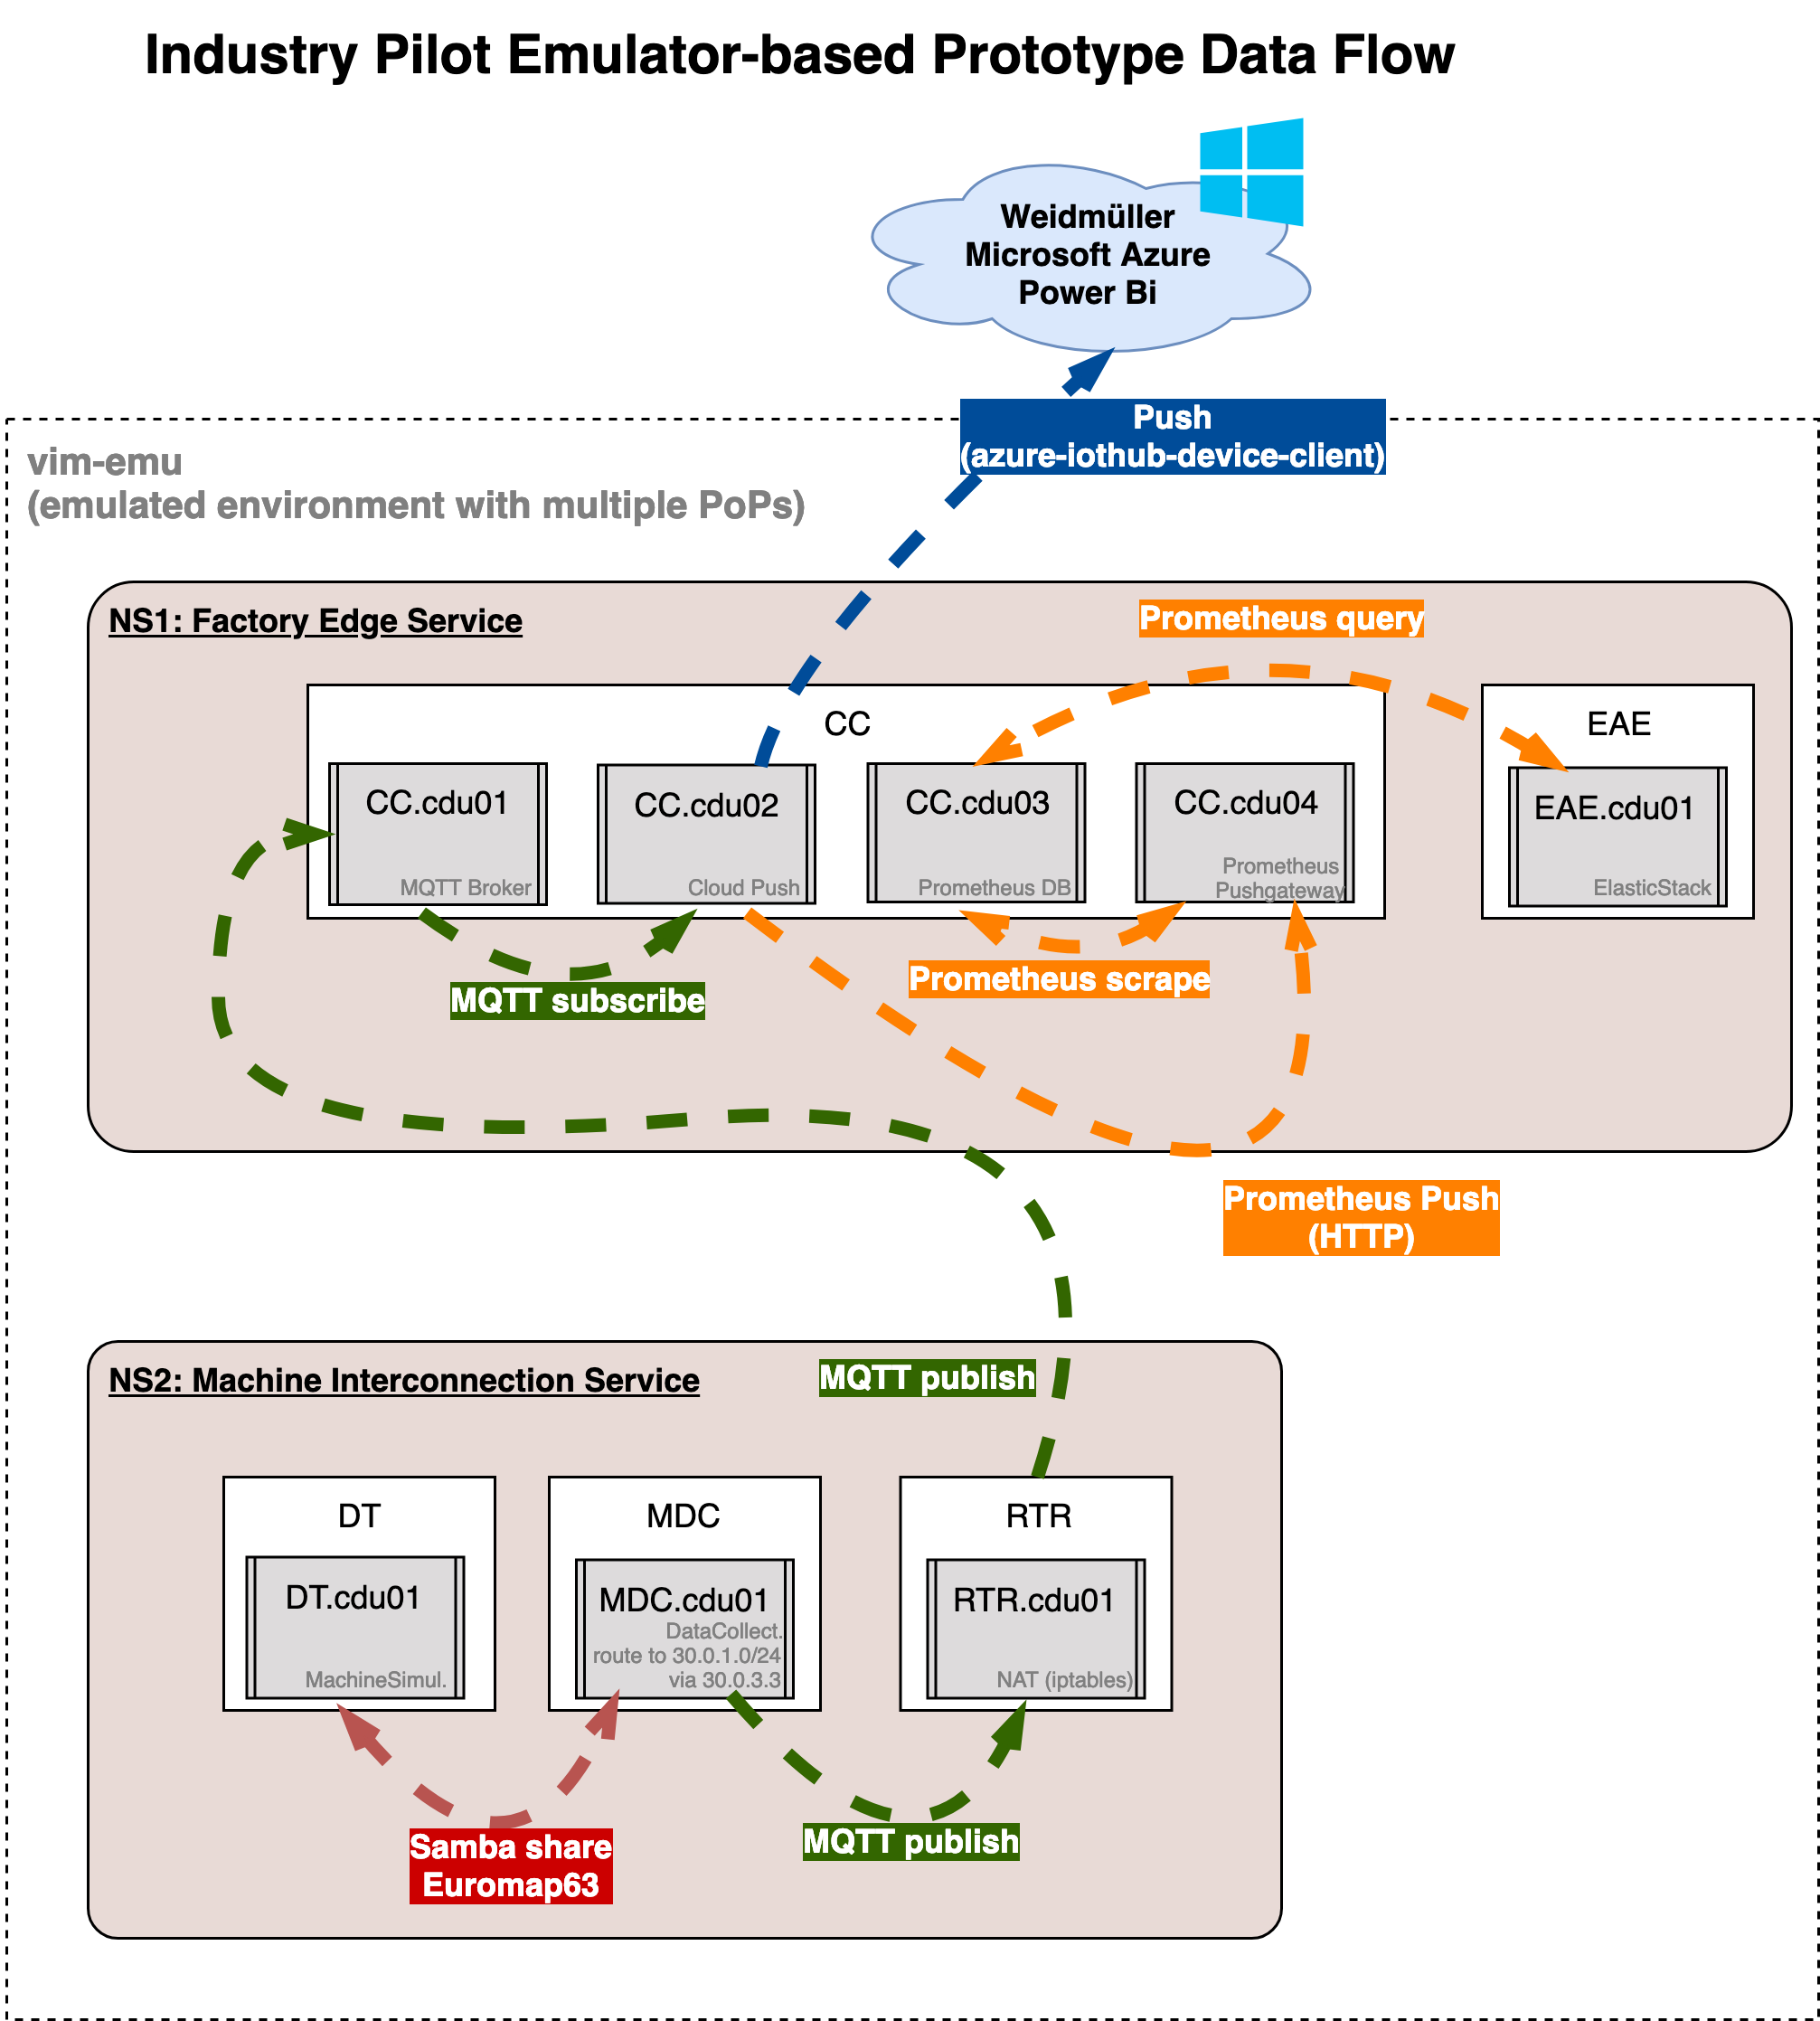 Industry Pilot Emulator-based Prototype Data Flow
Weidmüller
Microsoft Azure
Power Bi
Push
(azure-iothub-device-client)
vim-emu
(emulated environment with multiple PoPs)
NS1: Factory Edge Service
Prometheus query
CC
EAE
CC.cdu01
MQTT Broker
CC.cdu02
Cloud Push
CC.cdu03
Prometheus DB
CC.cdu04
Prometheus
Pushgateway
EAE.cdu01
ElasticStack
MQTT subscribe
Prometheus scrape
Prometheus Push
(HTTP)
NS2: Machine Interconnection Service
MQTT publish
DT
MDC
RTR
DT.cdu01
MachineSimul.
MDC.cdu01
DataCollect.
route to 30.0.1.0/24
via 30.0.3.3
RTR.cdu01
NAT (iptables)
Samba share
Euromap63
MQTT publish